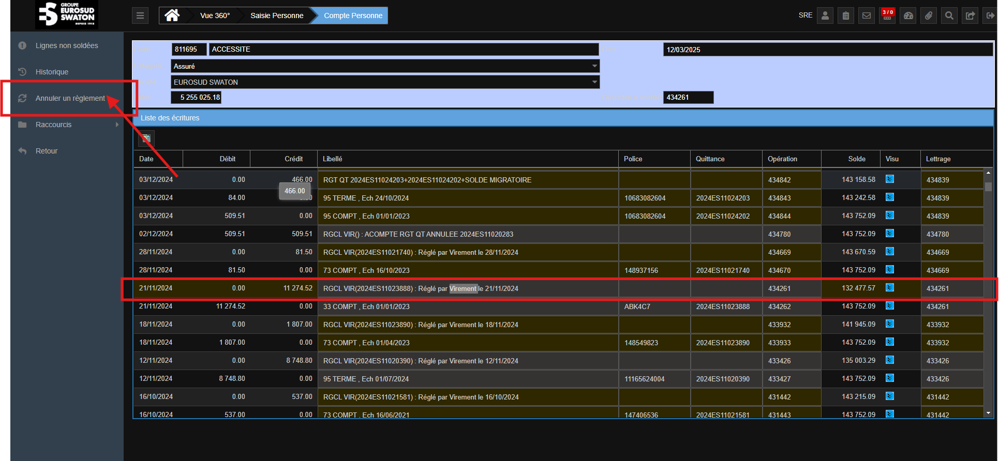 GROUPE
EUROSUD
SWATON
DEPUIS 1918
Vue 360°
Saisie Personne
Compte Personne
SRE
3 / 0
Lignes non soldées
Historique
Annuler un règlement
Raccourcis
Retour
811695 ACCESSITE 12/03/2025
Assuré
EUROSUD SWATON
5 255 025.18 434261
Liste des écritures
Date Débit Crédit Libellé Police Quittance Opération Solde Visu Lettrage
03/12/2024 0.00 466.00 RGT QT 2024ES11024203+2024ES11024202+SOLDE MIGRATOIRE 434842 143 158.58 434839
466.00
03/12/2024 84.00 95 TERME , Ech 24/10/2024 10683082604 2024ES11024203 434843 143 242.58 434839
03/12/2024 509.51 0.00 95 COMPT , Ech 01/01/2023 10683082604 2024ES11024202 434844 143 752.09 434839
02/12/2024 509.51 509.51 RGCL VIR() : ACOMPTE RGT QT ANNULEE 2024ES11020283 434780 143 752.09 434780
28/11/2024 0.00 81.50 RGCL VIR(2024ES11021740) : Réglé par Virement le 28/11/2024 434669 143 670.59 434669
28/11/2024 81.50 0.00 73 COMPT , Ech 16/10/2023 148937156 2024ES11021740 434670 143 752.09 434669
21/11/2024 0.00 11 274.52 RGCL VIR(2024ES11023888) : Réglé par Virement le 21/11/2024 434261 132 477.57 434261
21/11/2024 11 274.52 0.00 33 COMPT , Ech 01/01/2023 ABK4C7 2024ES11023888 434262 143 752.09 434261
18/11/2024 0.00 1 807.00 RGCL VIR(2024ES11023890) : Réglé par Virement le 18/11/2024 433932 141 945.09 433932
18/11/2024 1 807.00 0.00 73 COMPT , Ech 01/04/2023 148549823 2024ES11023890 433933 143 752.09 433932
12/11/2024 0.00 8 748.80 RGCL VIR(2024ES11020390) : Réglé par Virement le 12/11/2024 433426 135 003.29 433426
12/11/2024 8 748.80 0.00 95 TERME , Ech 01/07/2024 11165624004 2024ES11020390 433427 143 752.09 433426
16/10/2024 0.00 537.00 RGCL VIR(2024ES11021581) : Réglé par Virement le 16/10/2024 431442 143 215.09 431442
16/10/2024 537.00 0.00 73 COMPT , Ech 16/06/2021 147406536 2024ES11021581 431443 143 752.09 431442